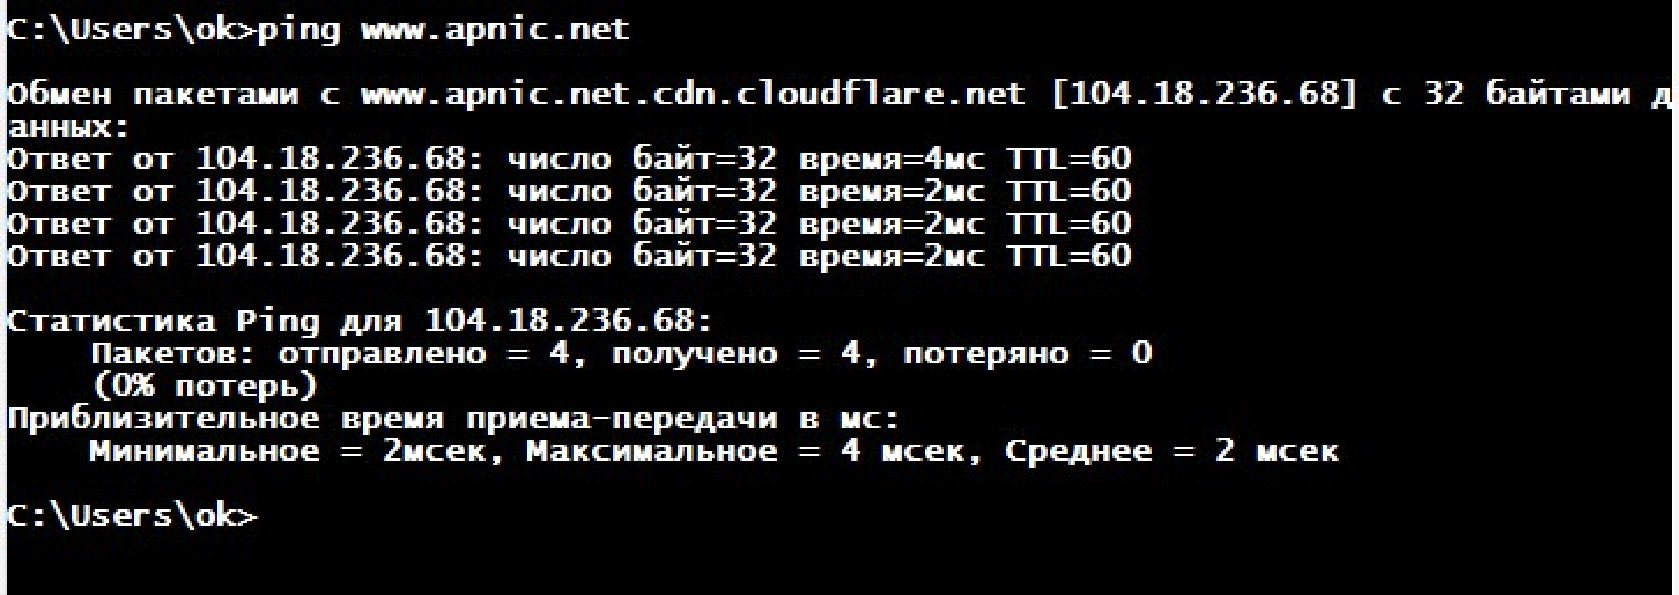 C:\Users\ok>ping www.apnic.net
Обмен пакетами с www.apnic.net.cdn.cloudflare.net [104.18.236.68] с 32 байтами д
анных:
Ответ от 104.18.236.68: число байт=32 время=4мс TTL=60
Ответ от 104.18.236.68: число байт=32 время=2мс TTL=60
Ответ от 104.18.236.68: число байт=32 время=2мс TTL=60
Ответ от 104.18.236.68: число байт=32 время=2мс TTL=60
Статистика Ping для 104.18.236.68:
    Пакетов: отправлено = 4, получено = 4, потеряно = 0
    (0% потерь)
Приблизительное время приема-передачи в мс:
    Минимальное = 2мсек, Максимальное = 4 мсек, Среднее = 2 мсек
C:\Users\ok>